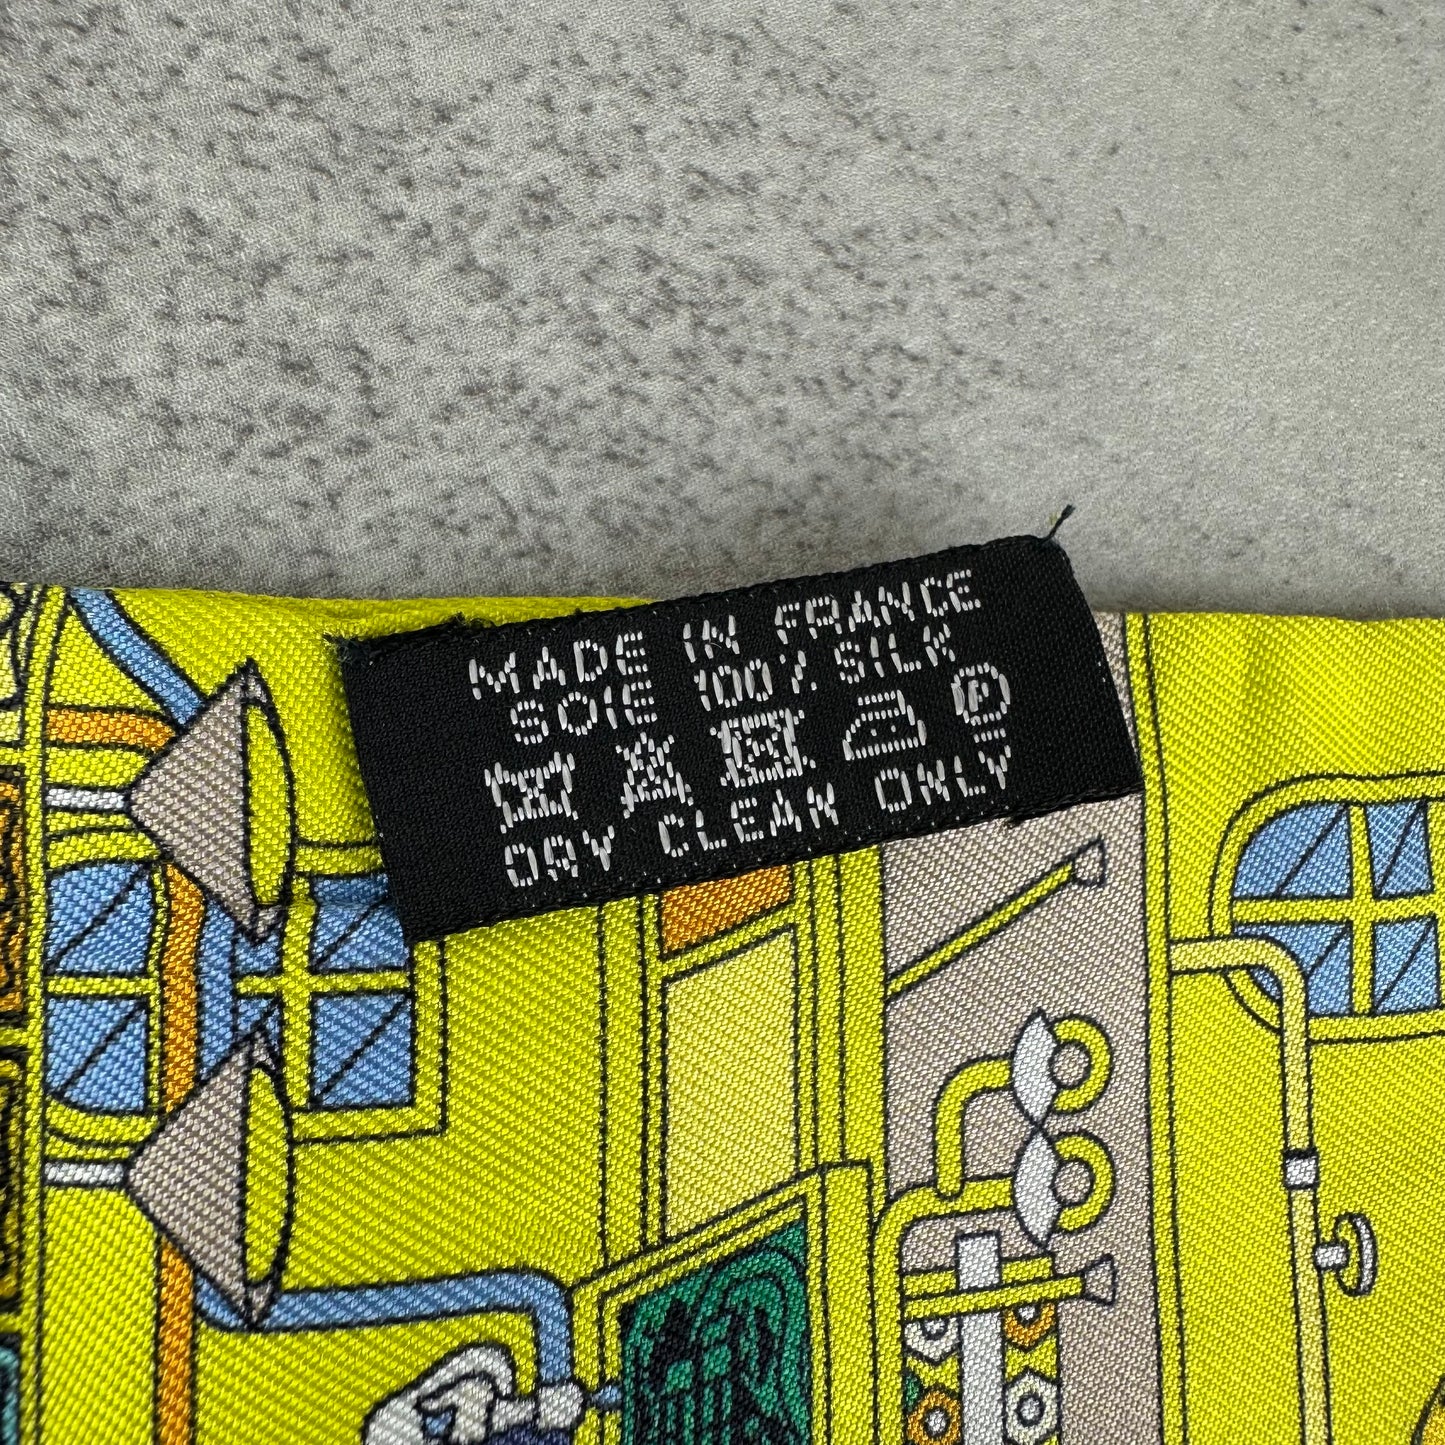 MADE IN FRANCE
SOIE 100% SILK
P
DRY CLEAN ONLY